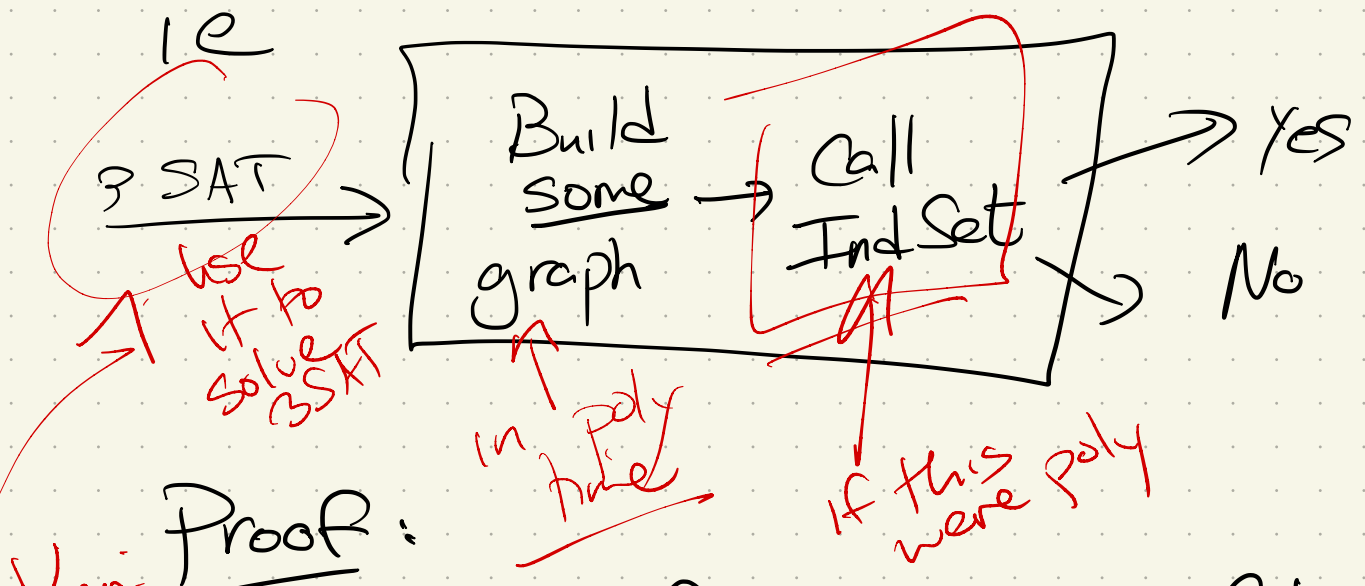 ie
3SAT
Build
some
graph
Call
IndSet
Yes
No
use
it to
solve
3SAT
in poly
time
if this
were poly
Proof: